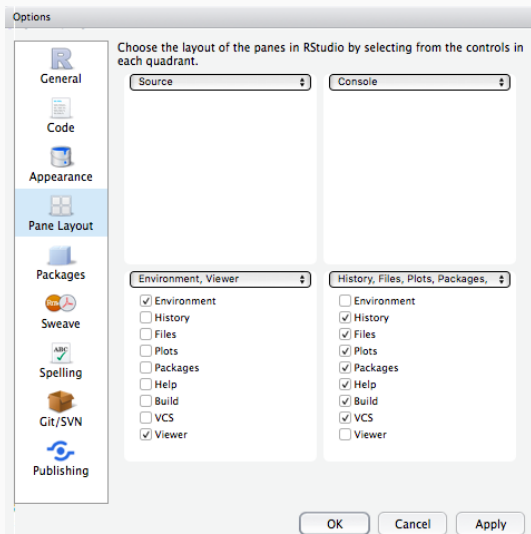 Options
Choose the layout of the panes in RStudio by selecting from the controls in
each quadrant.
R
General
Code
Appearance
Pane Layout
Packages
Rnw
Sweave
ABC
Spelling
Git/SVN
Publishing
Source
Console
Environment, Viewer
Environment
History
Files
Plots
Packages
Help
Build
VCS
Viewer
History, Files, Plots, Packages,
Environment
History
Files
Plots
Packages
Help
Build
VCS
Viewer
OK
Cancel
Apply